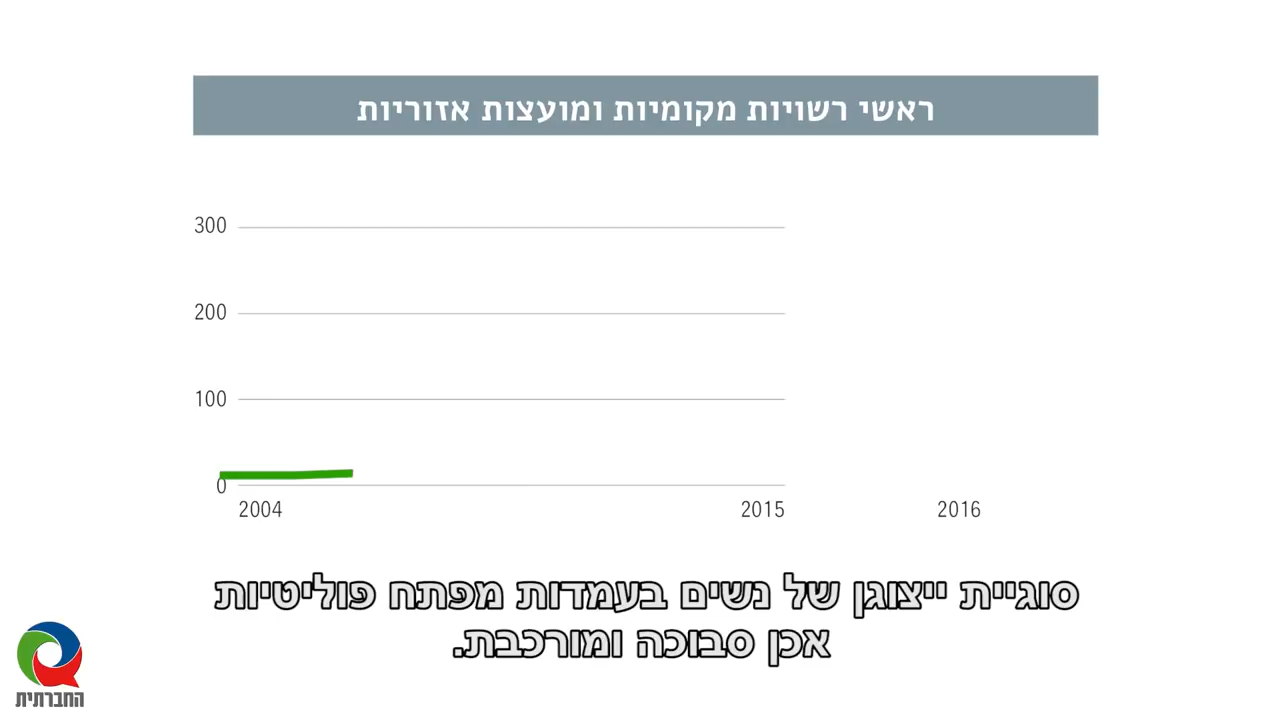 ראשי רשויות מקומיות ומועצות אזוריות
300
200
100
0
2004 2015 2016
סוגיית ייצוגן של נשים בעמדות מפתח פוליטיות
אכן סבוכה ומורכבת.
החברתית